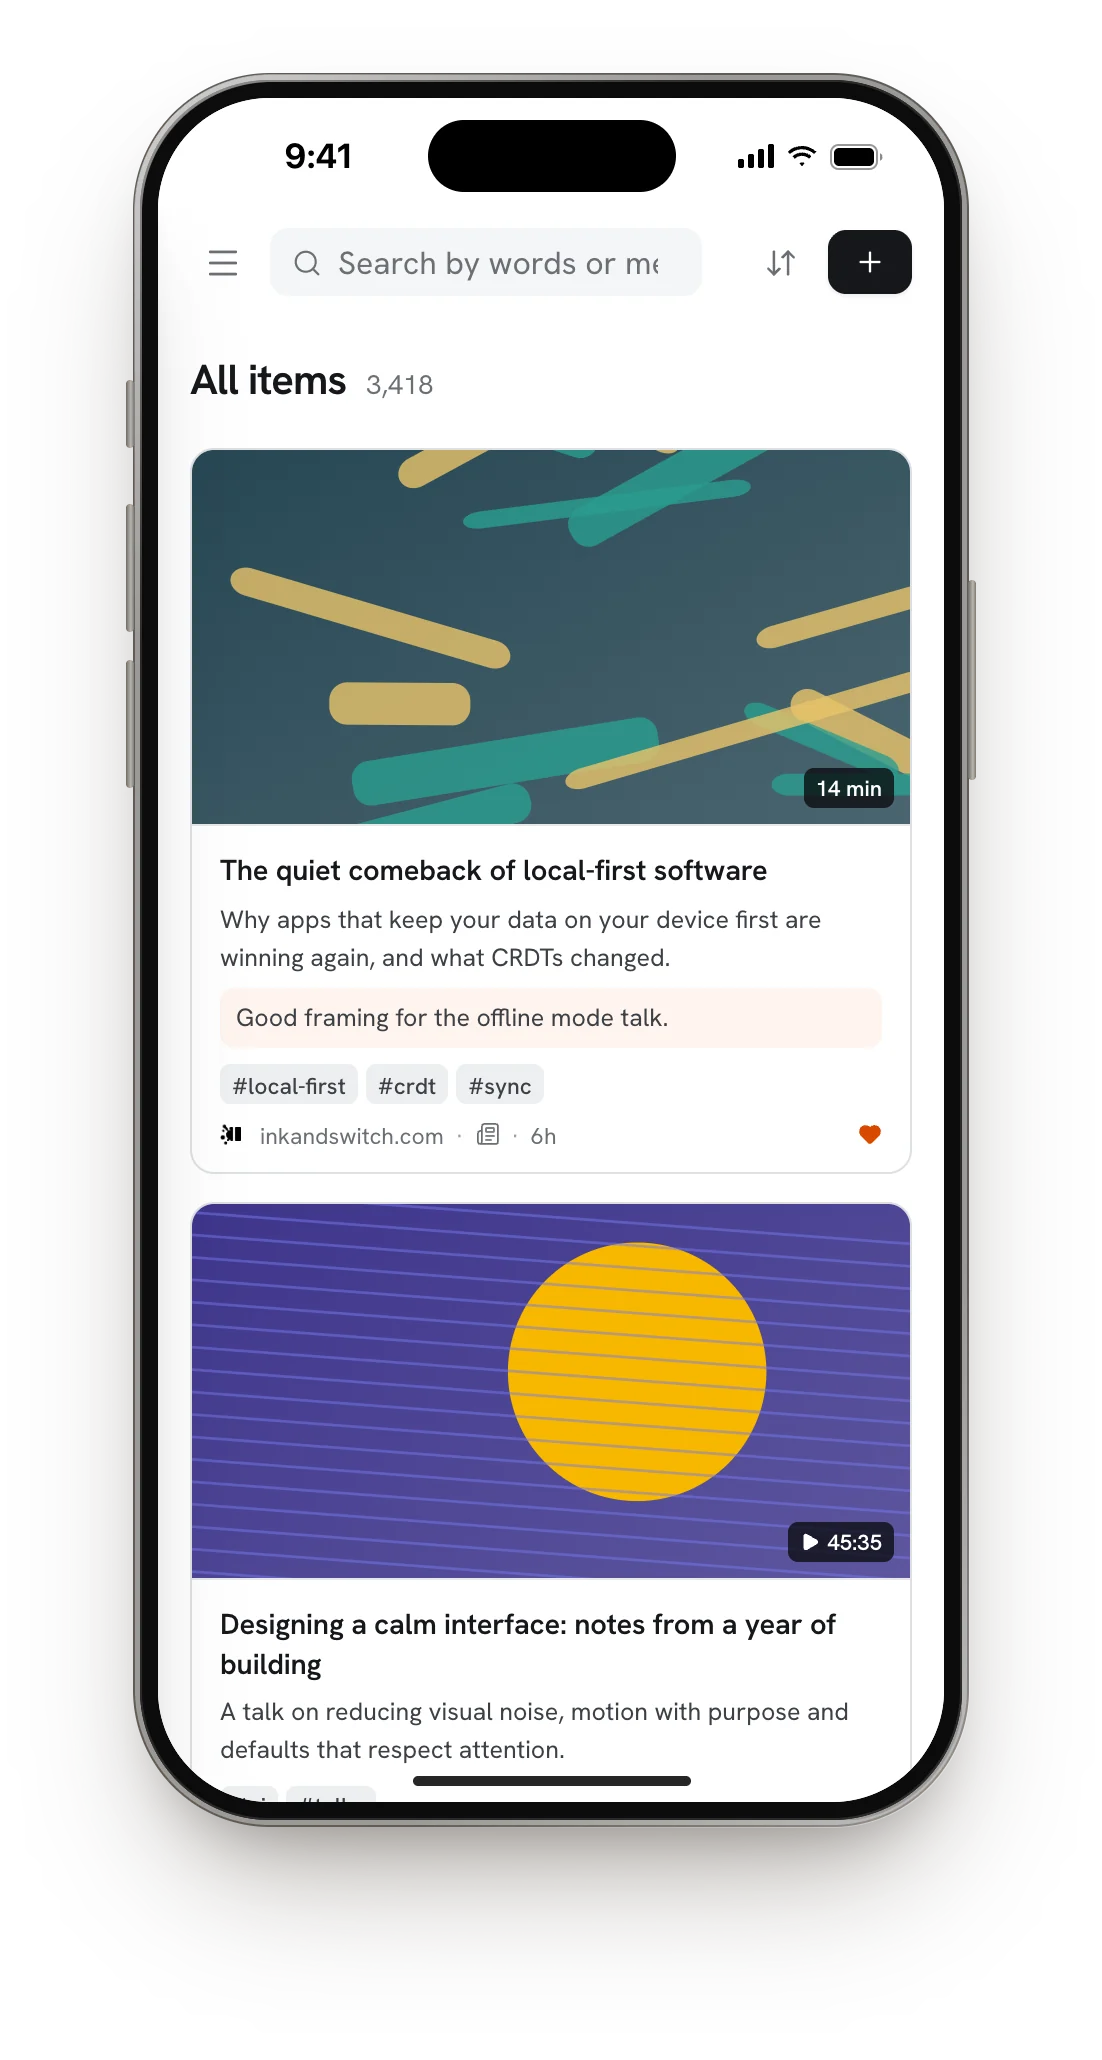 9:41
Search by words or me
All items 3,418
14 min
The quiet comeback of local-first software
Why apps that keep your data on your device first are
winning again, and what CRDTs changed.
Good framing for the offline mode talk.
#local-first #crdt #sync
inkandswitch.com · · 6h
45:35
Designing a calm interface: notes from a year of
building
A talk on reducing visual noise, motion with purpose and
defaults that respect attention.